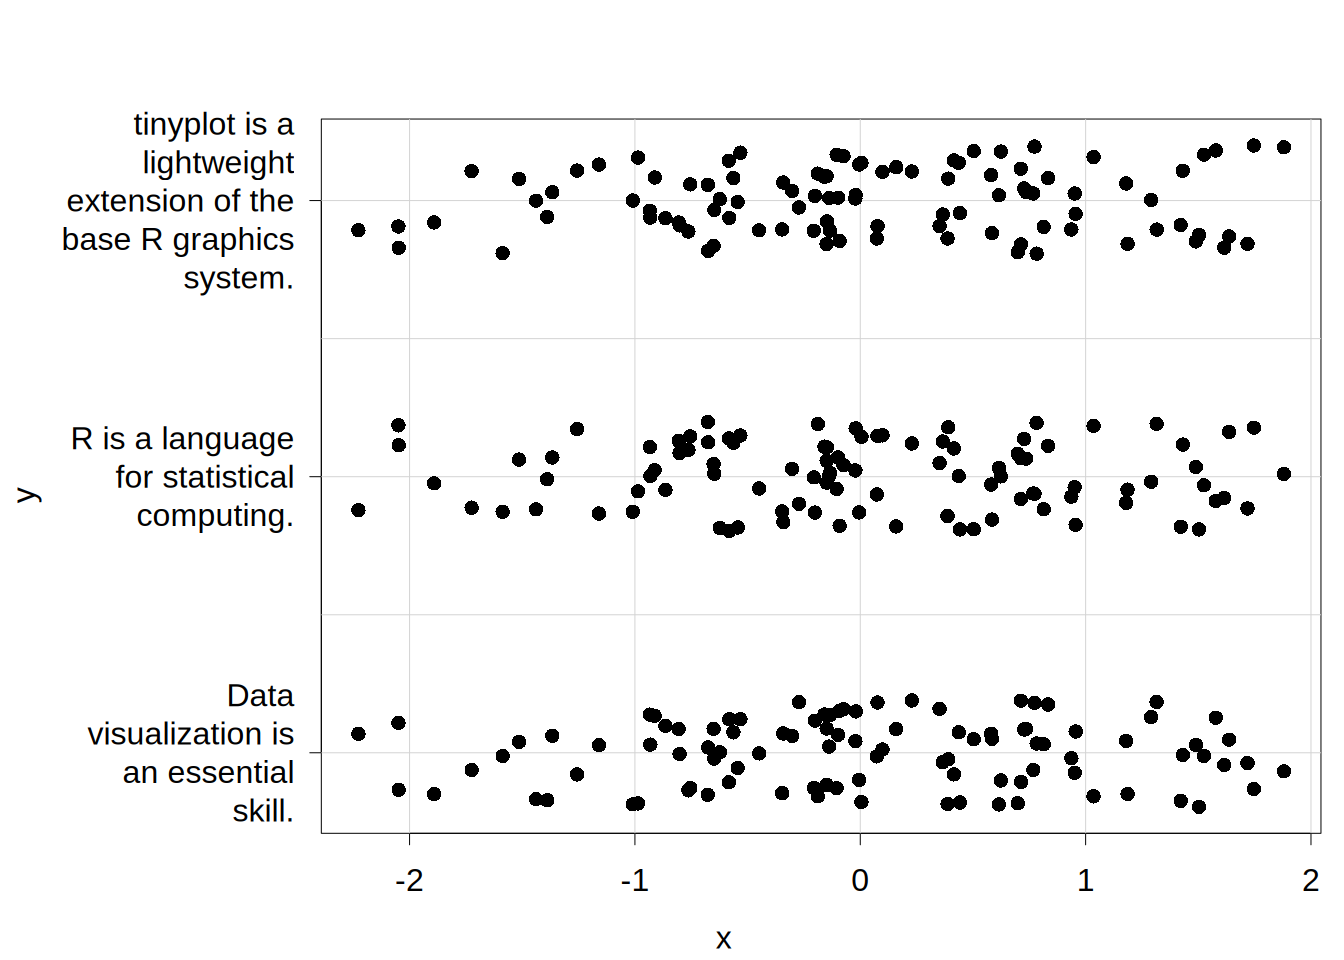 tinyplot is a
lightweight
extension of the
base R graphics
system.
R is a language
for statistical
computing.
y
Data
visualization is
an essential
skill.
-2 -1 0 1 2
x